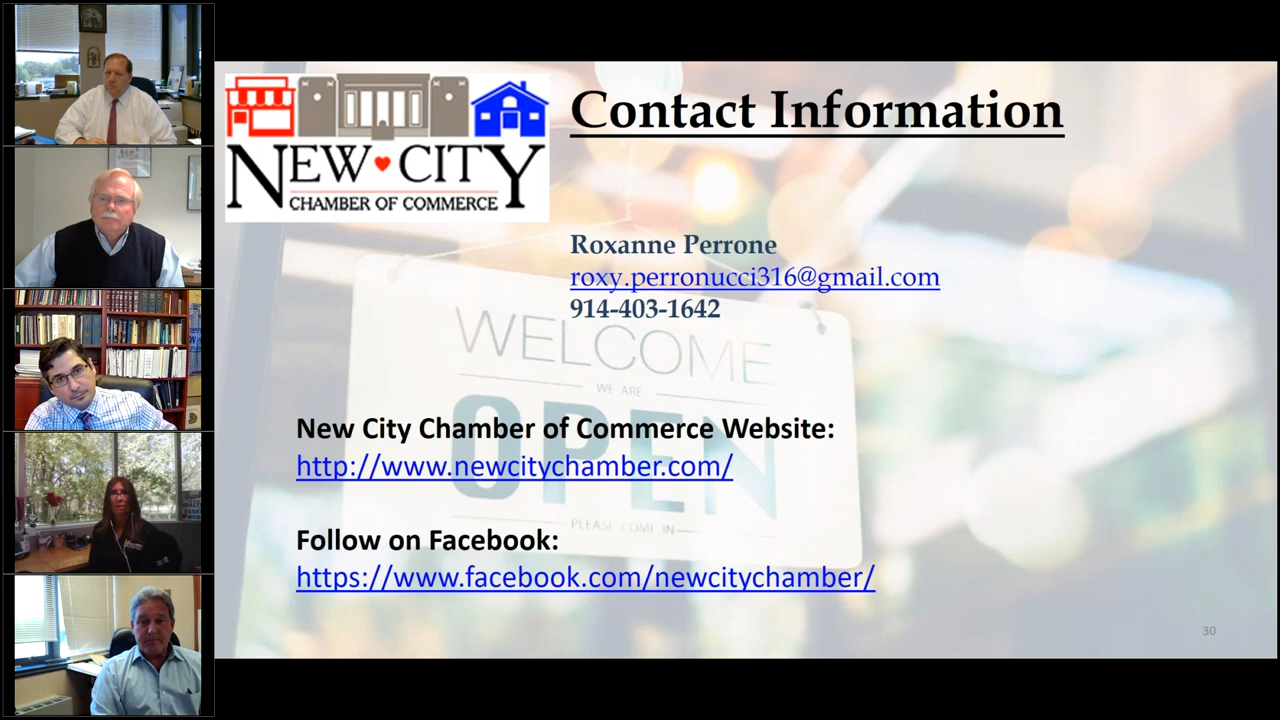 NEW CITY
CHAMBER OF COMMERCE
Contact Information
Roxanne Perrone
roxy.perronucci316@gmail.com
914-403-1642
WELCOME
WE ARE
OPEN
PLEASE COME IN
New City Chamber of Commerce Website:
http://www.newcitychamber.com/
Follow on Facebook:
https://www.facebook.com/newcitychamber/
30